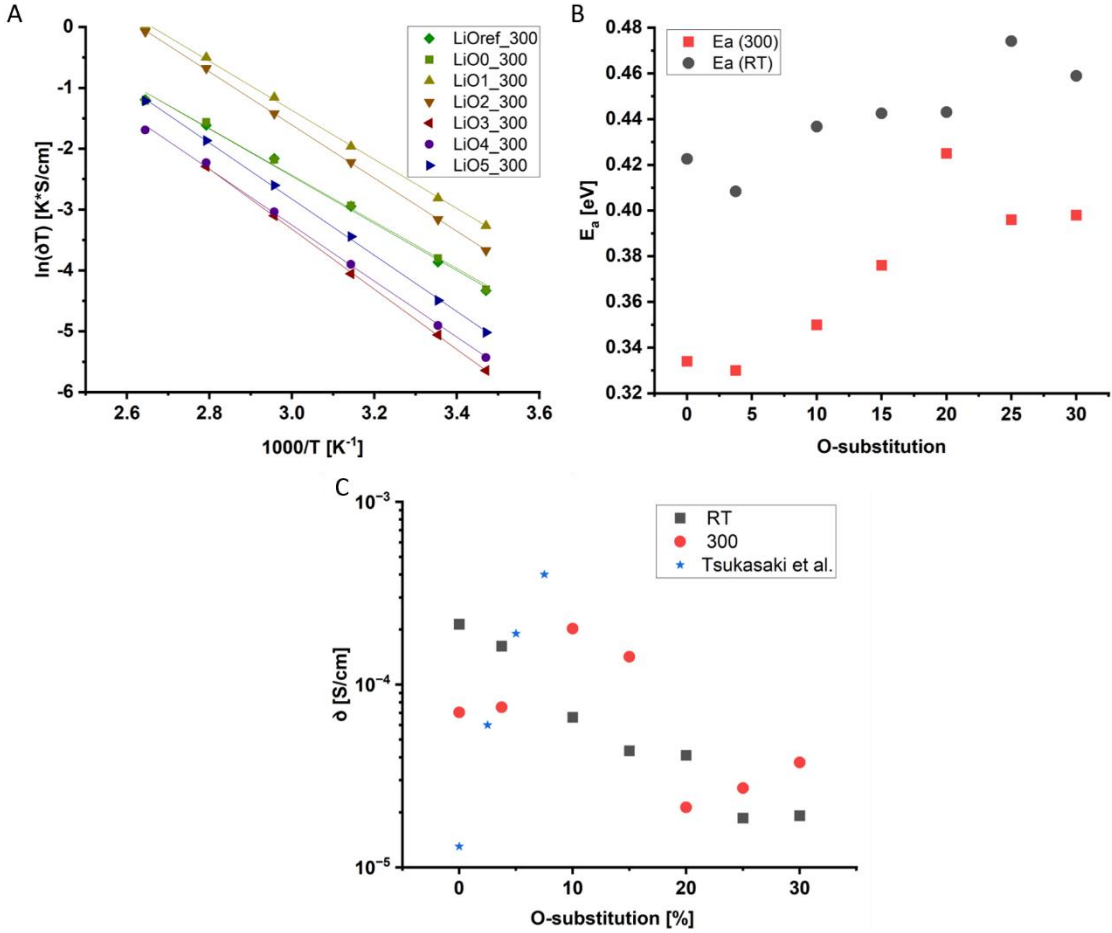 A
ln(∂T) [K*S/cm]
0
-1
-2
-3
-4
-5
-6
2.6
2.8
3.0
3.2
3.4
3.6
1000/T [K⁻¹]
LiOref_300
LiO0_300
LiO1_300
LiO2_300
LiO3_300
LiO4_300
LiO5_300
B
Eₐ [eV]
0.48
0.46
0.44
0.42
0.40
0.38
0.36
0.34
0.32
0
5
10
15
20
25
30
O-substitution
Ea (300)
Ea (RT)
C
∂ [S/cm]
10⁻³
10⁻⁴
10⁻⁵
0
10
20
30
O-substitution [%]
RT
300
Tsukasaki et al.